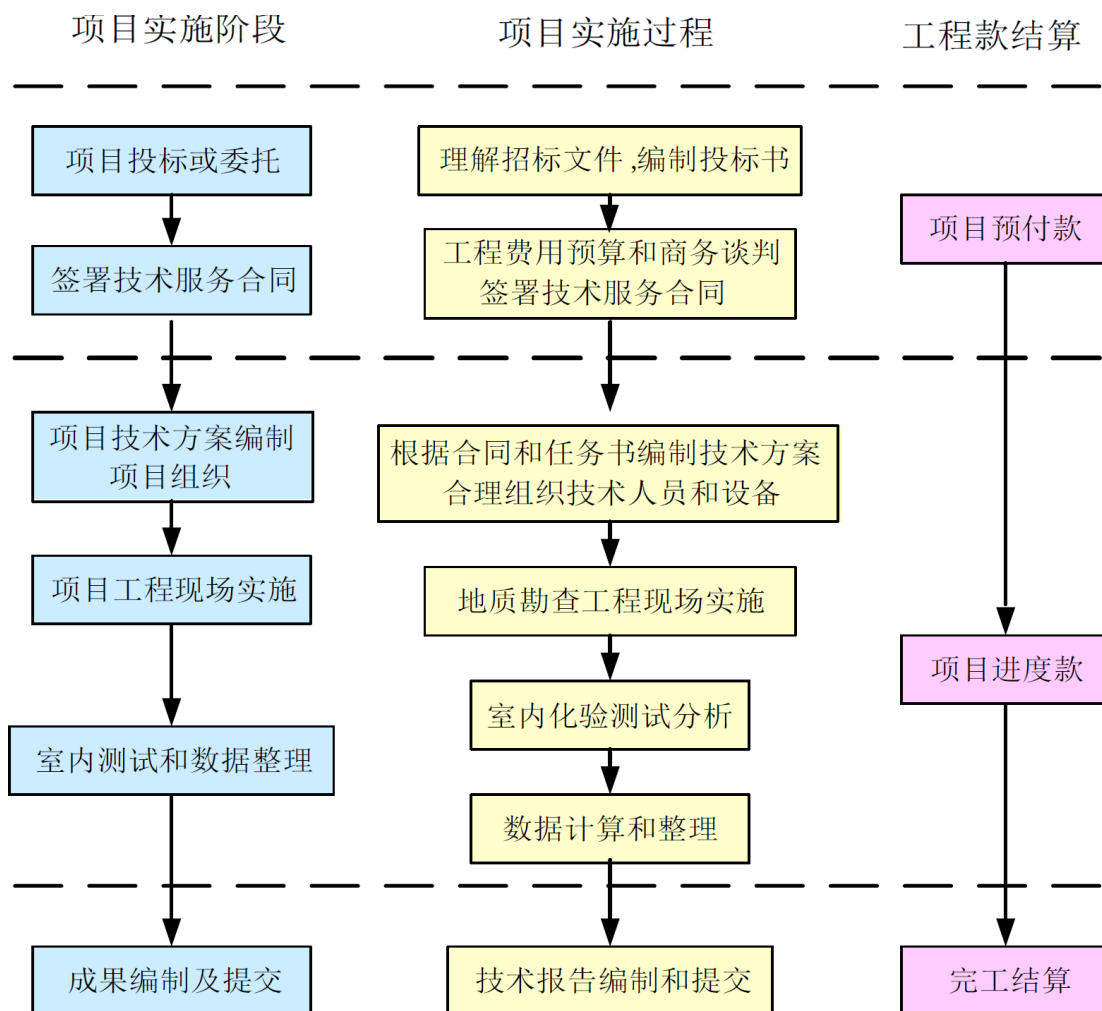 项目实施阶段
项目实施过程
工程款结算
项目投标或委托
签署技术服务合同
项目技术方案编制
项目组织
项目工程现场实施
室内测试和数据整理
成果编制及提交
理解招标文件,编制投标书
工程费用预算和商务谈判
签署技术服务合同
根据合同和任务书编制技术方案
合理组织技术人员和设备
地质勘查工程现场实施
室内化验测试分析
数据计算和整理
技术报告编制和提交
项目预付款
项目进度款
完工结算